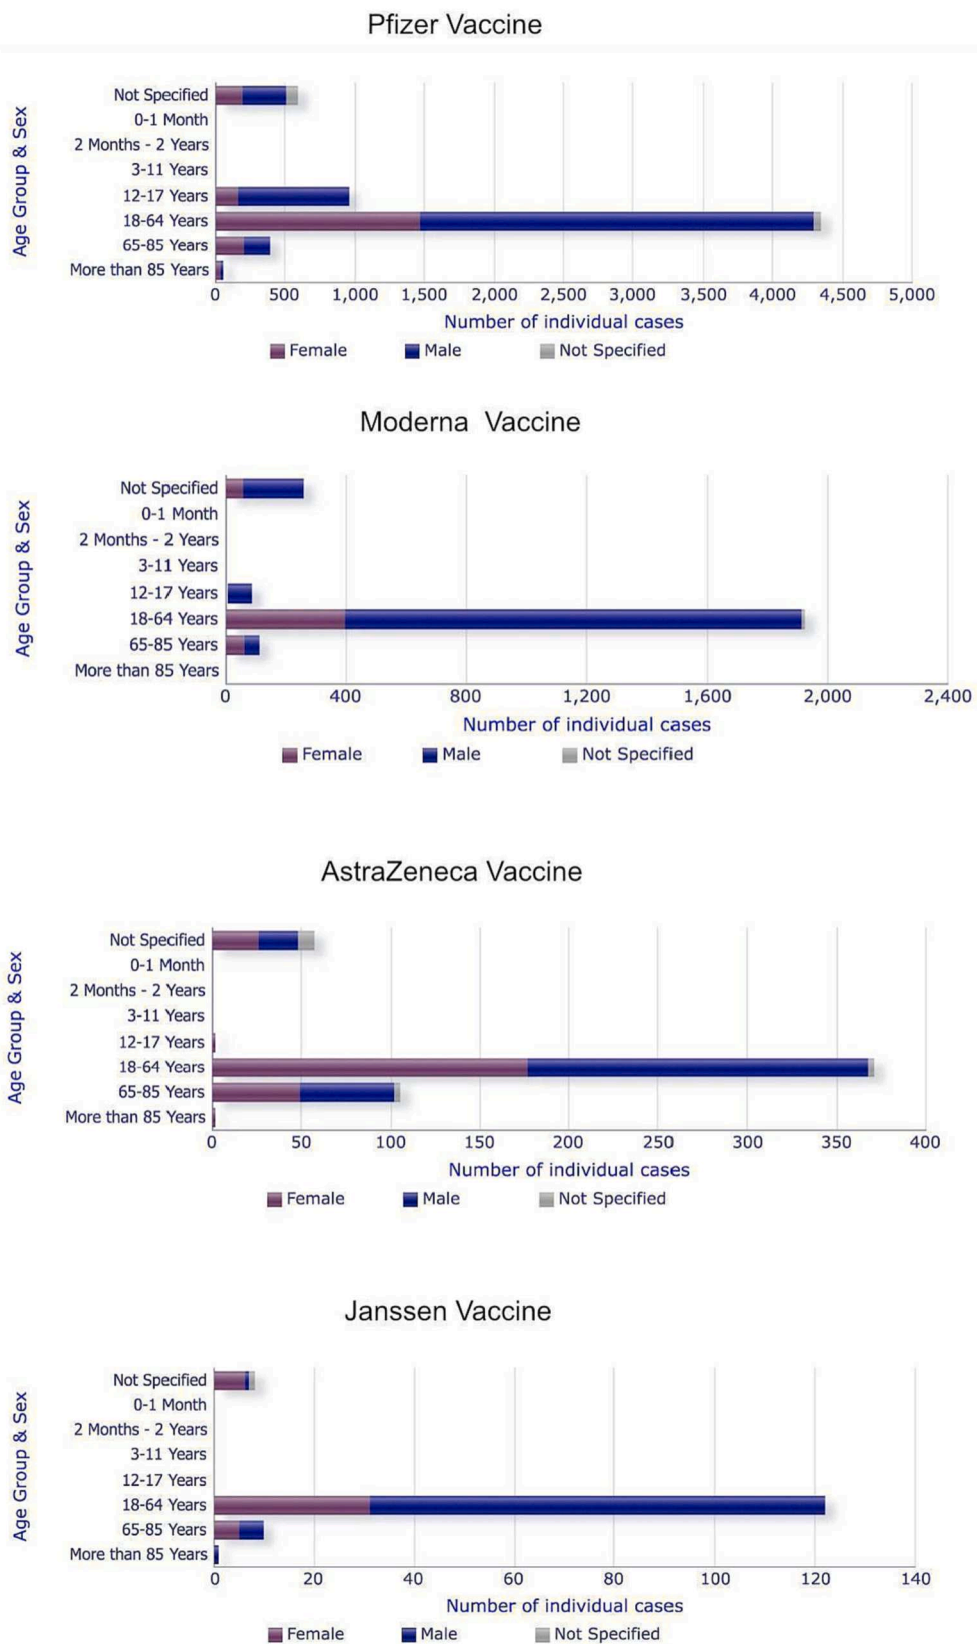 Pfizer Vaccine
Age Group & Sex
Not Specified
0-1 Month
2 Months - 2 Years
3-11 Years
12-17 Years
18-64 Years
65-85 Years
More than 85 Years
0 500 1,000 1,500 2,000 2,500 3,000 3,500 4,000 4,500 5,000
Number of individual cases
Female Male Not Specified
Moderna Vaccine
Age Group & Sex
Not Specified
0-1 Month
2 Months - 2 Years
3-11 Years
12-17 Years
18-64 Years
65-85 Years
More than 85 Years
0 400 800 1,200 1,600 2,000 2,400
Number of individual cases
Female Male Not Specified
AstraZeneca Vaccine
Age Group & Sex
Not Specified
0-1 Month
2 Months - 2 Years
3-11 Years
12-17 Years
18-64 Years
65-85 Years
More than 85 Years
0 50 100 150 200 250 300 350 400
Number of individual cases
Female Male Not Specified
Janssen Vaccine
Age Group & Sex
Not Specified
0-1 Month
2 Months - 2 Years
3-11 Years
12-17 Years
18-64 Years
65-85 Years
More than 85 Years
0 20 40 60 80 100 120 140
Number of individual cases
Female Male Not Specified